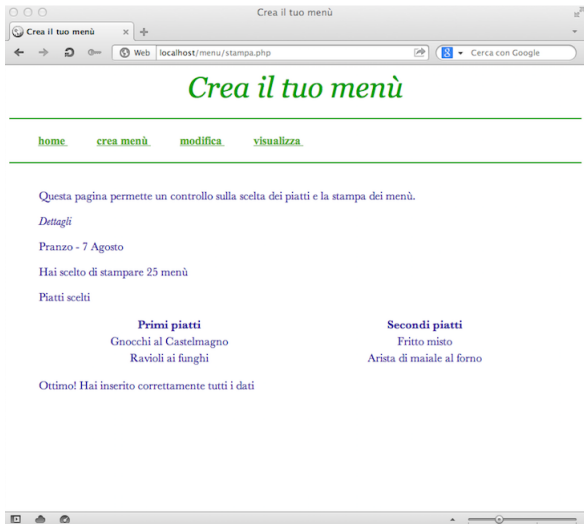 Crea il tuo menù
Crea il tuo menù
Web localhost/menu/stampa.php Cerca con Google
Crea il tuo menù
home crea menù modifica visualizza
Questa pagina permette un controllo sulla scelta dei piatti e la stampa dei menù.
Dettagli
Pranzo - 7 Agosto
Hai scelto di stampare 25 menù
Piatti scelti
Primi piatti Secondi piatti
Gnocchi al Castelmagno Fritto misto
Ravioli ai funghi Arista di maiale al forno
Ottimo! Hai inserito correttamente tutti i dati